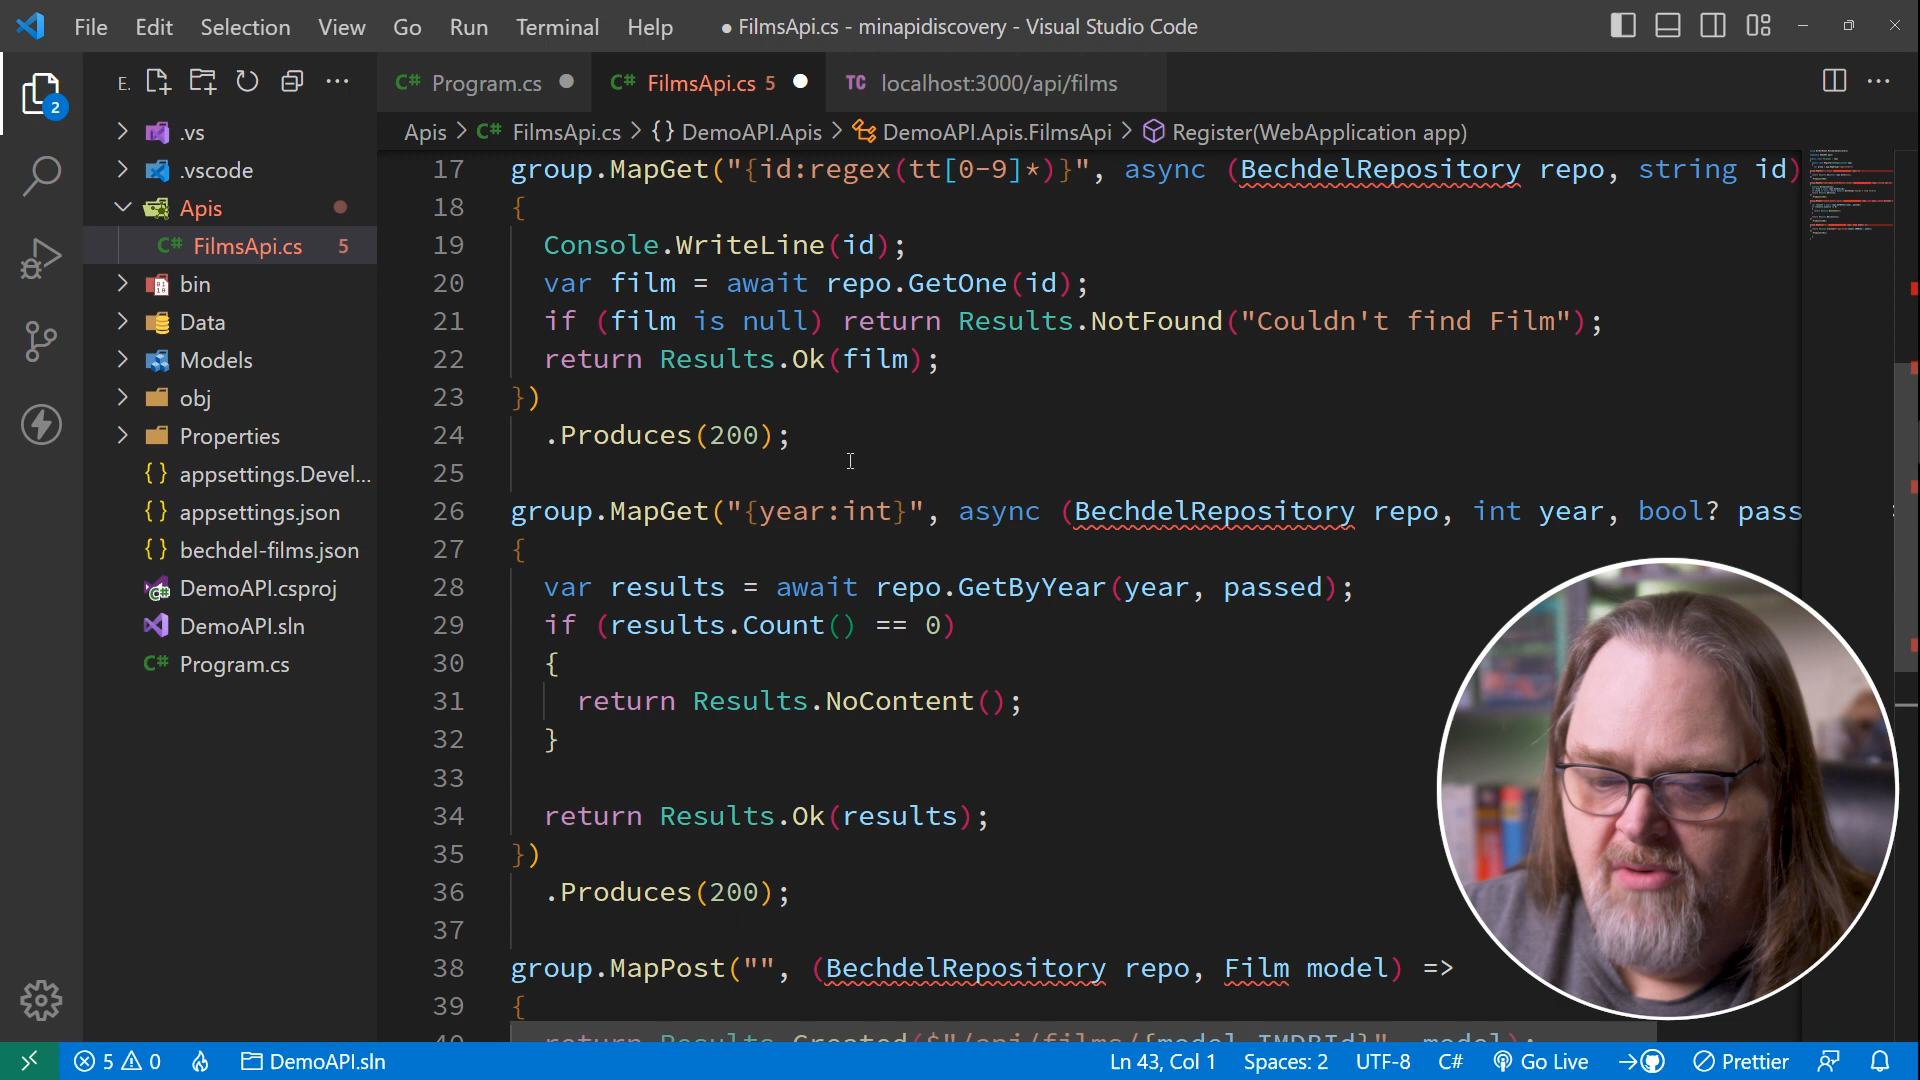 File Edit Selection View Go Run Terminal Help
● FilmsApi.cs - minapidiscovery - Visual Studio Code
E.
C# Program.cs
C# FilmsApi.cs 5
TC localhost:3000/api/films
Apis > C# FilmsApi.cs > {} DemoAPI.Apis > DemoAPI.Apis.FilmsApi > Register(WebApplication app)
2
.vs
.vscode
Apis
C# FilmsApi.cs 5
bin
Data
Models
obj
Properties
{} appsettings.Devel...
{} appsettings.json
{} bechdel-films.json
DemoAPI.csproj
DemoAPI.sln
C# Program.cs
17 group.MapGet("{id:regex(tt[0-9]*)}", async (BechdelRepository repo, string id)
18 {
19 Console.WriteLine(id);
20 var film = await repo.GetOne(id);
21 if (film is null) return Results.NotFound("Couldn't find Film");
22 return Results.Ok(film);
23 })
24 .Produces(200);
25
26 group.MapGet("{year:int}", async (BechdelRepository repo, int year, bool? pass
27 {
28 var results = await repo.GetByYear(year, passed);
29 if (results.Count() == 0)
30 {
31 return Results.NoContent();
32 }
33
34 return Results.Ok(results);
35 })
36 .Produces(200);
37
38 group.MapPost("", (BechdelRepository repo, Film model) =>
39 {
40 return Results.Created($"/api/films/{model.IMDBId}", model);
5 0 DemoAPI.sln
Ln 43, Col 1 Spaces: 2 UTF-8 C# Go Live Prettier